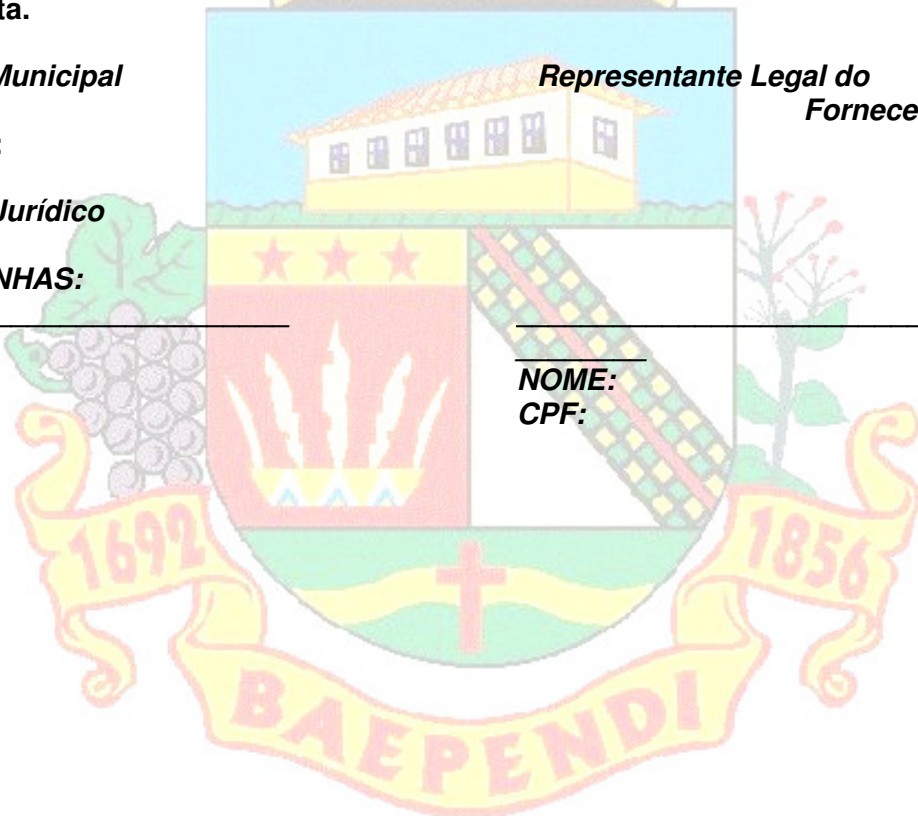 ta.
Municipal Representante Legal do
Fornece
:
Jurídico
NHAS:
NOME:
CPF:
1692 1856
BAEPENDI